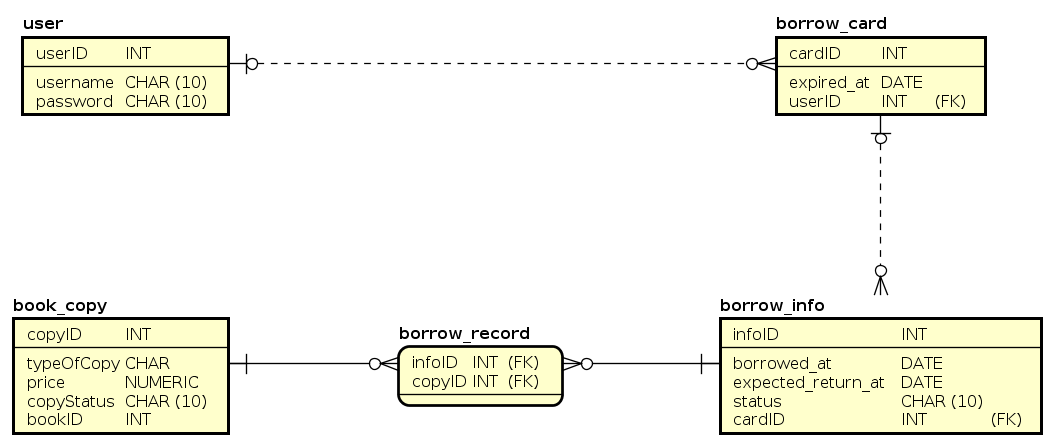 user
userID INT
username CHAR (10)
password CHAR (10)
borrow_card
cardID INT
expired_at DATE
userID INT (FK)
book_copy
copyID INT
typeOfCopy CHAR
price NUMERIC
copyStatus CHAR (10)
bookID INT
borrow_record
infoID INT (FK)
copyID INT (FK)
borrow_info
infoID INT
borrowed_at DATE
expected_return_at DATE
status CHAR (10)
cardID INT (FK)